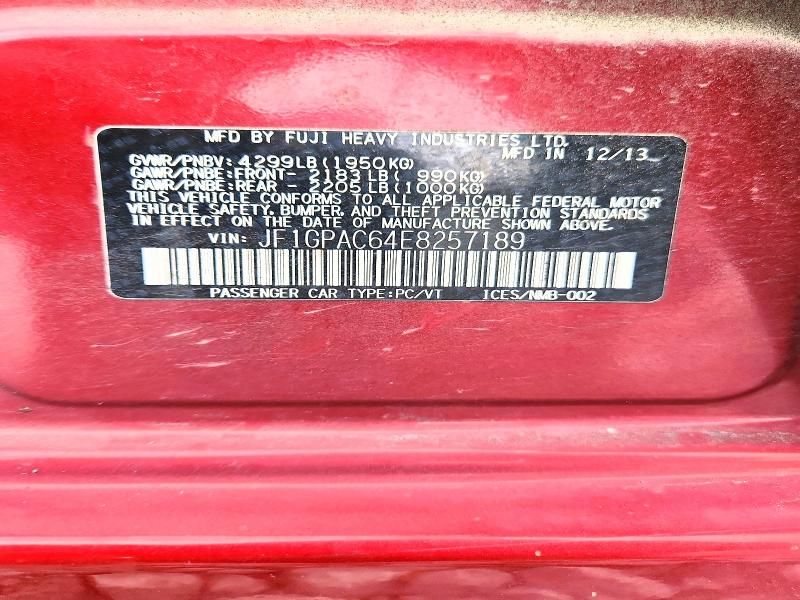 MFD BY FUJI HEAVY INDUSTRIES LTD.
MFD IN 12/13
GVWR/PNBV: 4299LB(1950KG)
GAWR/PNBE:FRONT- 2183LB( 990KG)
GAWR/PNBE:REAR - 2205LB(1000KG)
THIS VEHICLE CONFORMS TO ALL APPLICABLE FEDERAL MOTOR
VEHICLE SAFETY, BUMPER, AND THEFT PREVENTION STANDARDS
IN EFFECT ON THE DATE OF MANUFACTURE SHOWN ABOVE.
VIN: JF1GPAC64E8257189
PASSENGER CAR TYPE:PC/VT ICES/NMB-002